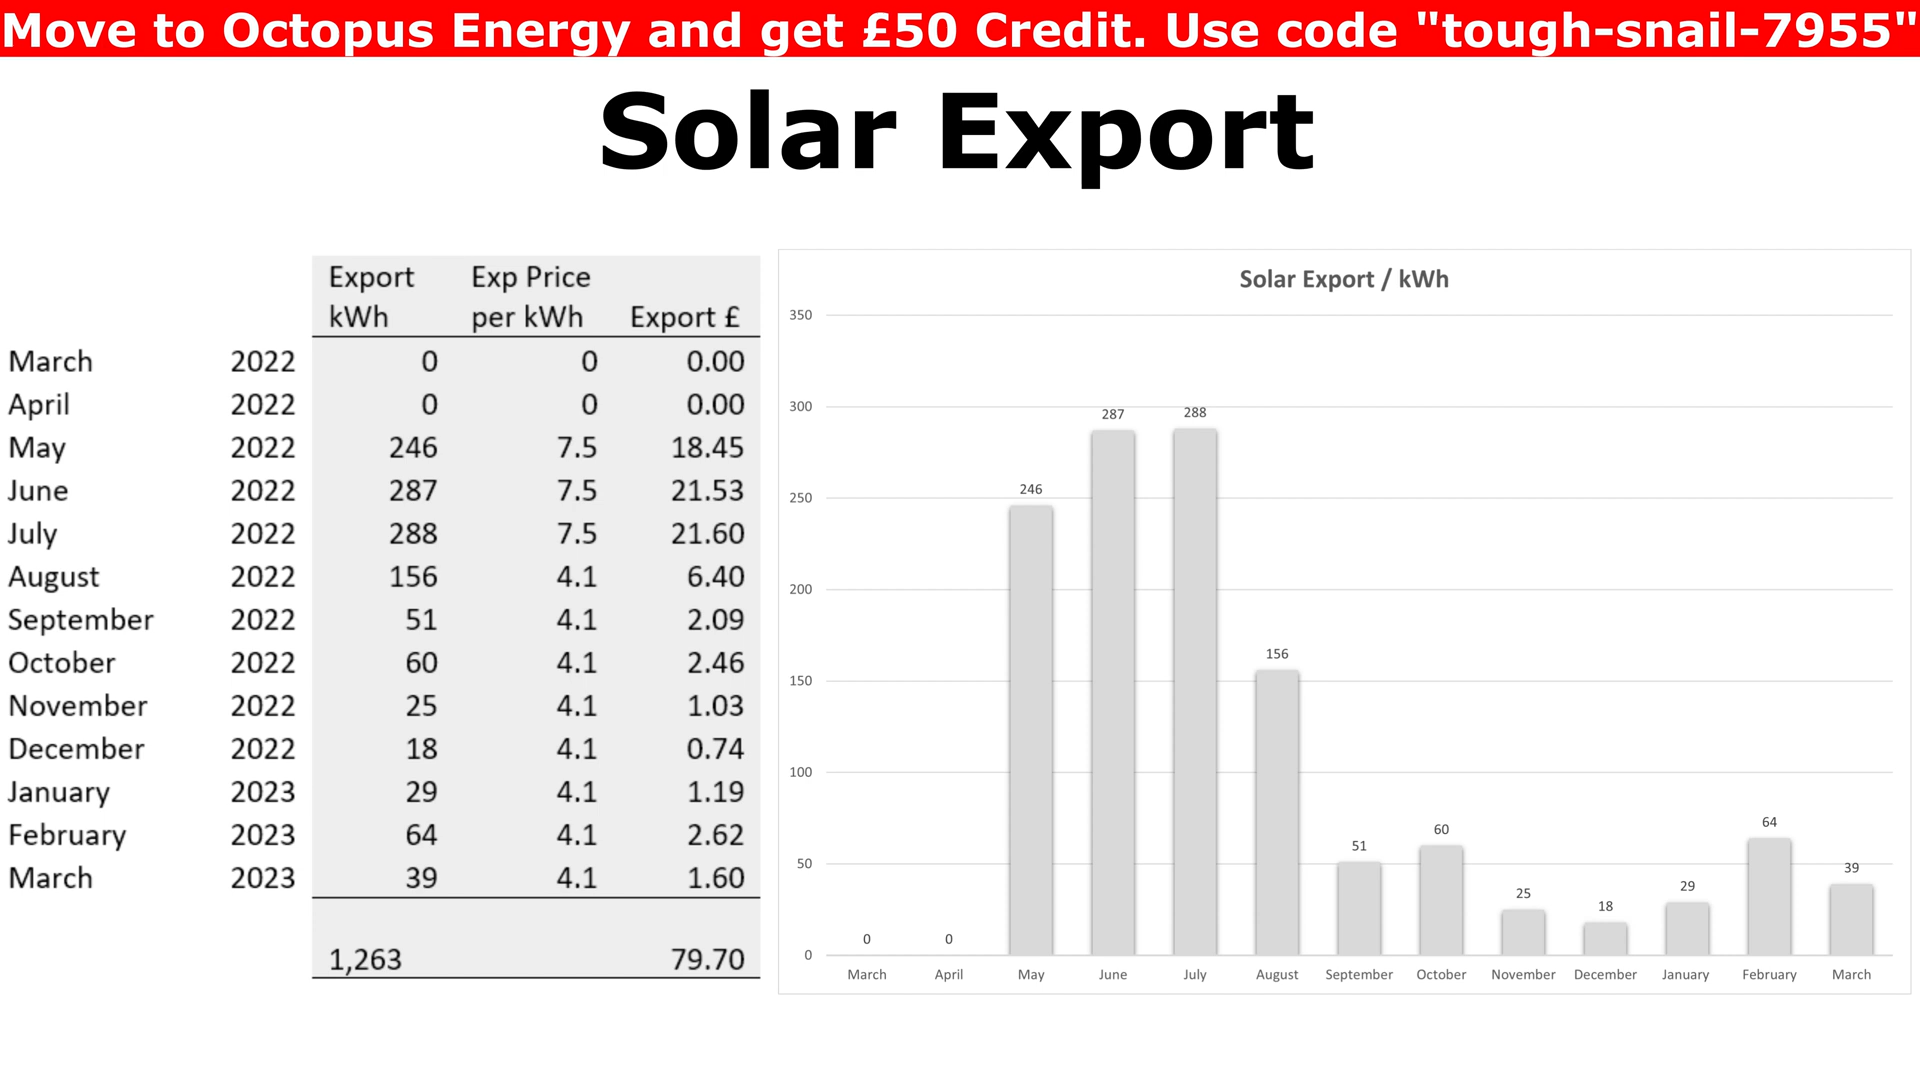 Move to Octopus Energy and get £50 Credit. Use code "tough-snail-7955"
Solar Export
Export Exp Price
kWh per kWh Export £
March 2022 0 0 0.00
April 2022 0 0 0.00
May 2022 246 7.5 18.45
June 2022 287 7.5 21.53
July 2022 288 7.5 21.60
August 2022 156 4.1 6.40
September 2022 51 4.1 2.09
October 2022 60 4.1 2.46
November 2022 25 4.1 1.03
December 2022 18 4.1 0.74
January 2023 29 4.1 1.19
February 2023 64 4.1 2.62
March 2023 39 4.1 1.60
1,263 79.70
Solar Export / kWh
350
300
250
200
150
100
50
0
0 0 246 287 288 156 51 60 25 18 29 64 39
March April May June July August September October November December January February March